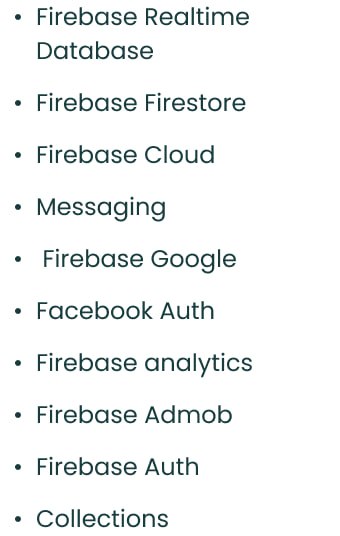 • Firebase Realtime
Database
• Firebase Firestore
• Firebase Cloud
• Messaging
• Firebase Google
• Facebook Auth
• Firebase analytics
• Firebase Admob
• Firebase Auth
• Collections